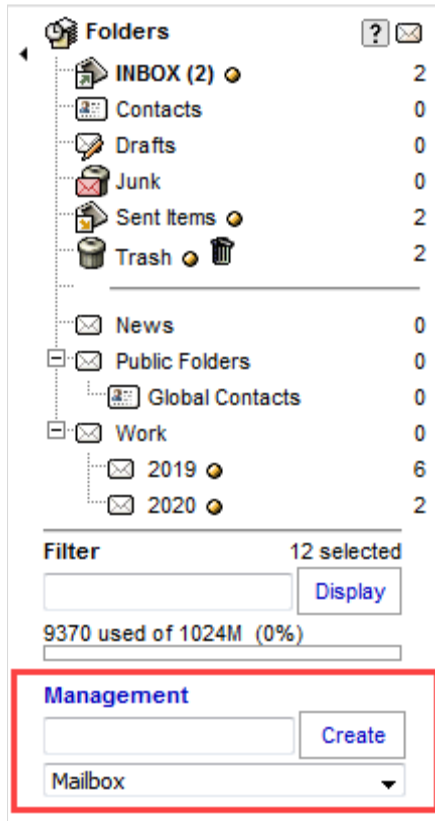 Folders ?
INBOX (2) 2
Contacts 0
Drafts 0
Junk 0
Sent Items 2
Trash 2
News 0
Public Folders 0
Global Contacts 0
Work 0
2019 6
2020 2
Filter 12 selected
Display
9370 used of 1024M (0%)
Management
Create
Mailbox